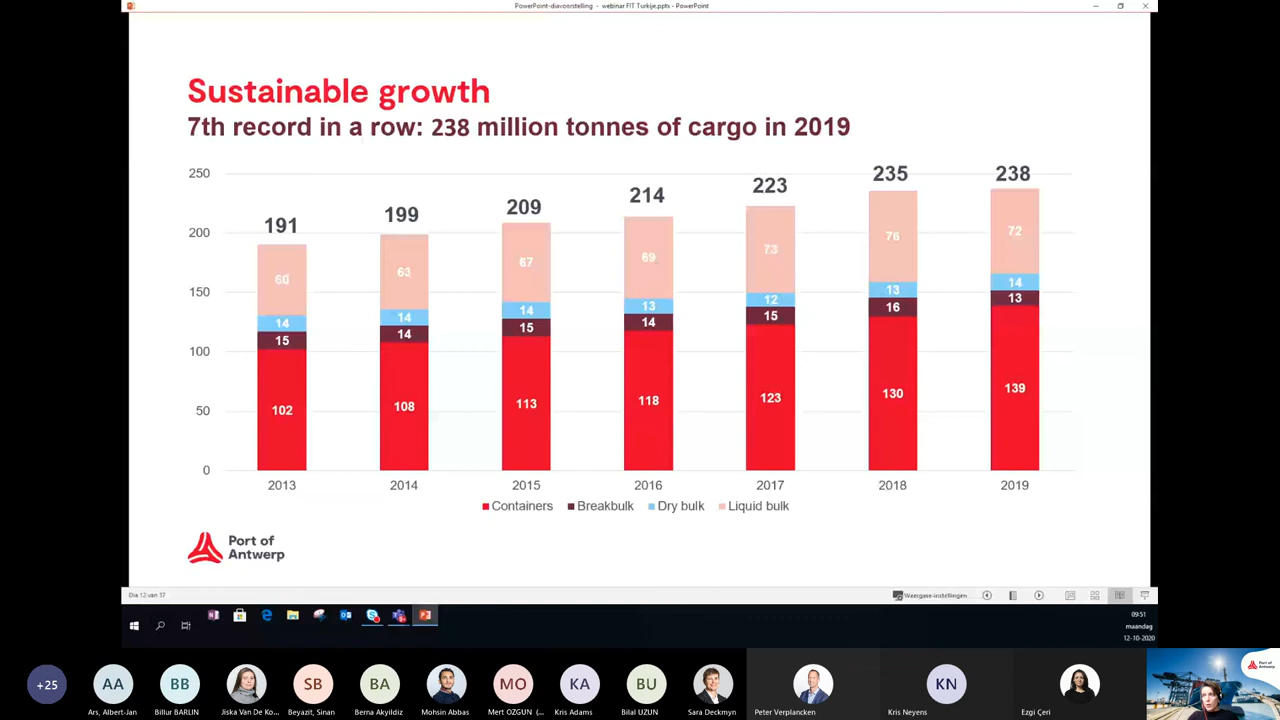 PowerPoint-diavoorstelling - webinar FIT Turkije.pptx - PowerPoint
Sustainable growth
7th record in a row: 238 million tonnes of cargo in 2019
250
200
150
100
50
0
191 199 209 214 223 235 238
60 63 67 69 73 76 72
14 14 14 13 12 13 14
15 14 15 14 15 16 13
102 108 113 118 123 130 139
2013 2014 2015 2016 2017 2018 2019
Containers Breakbulk Dry bulk Liquid bulk
Port of
Antwerp
Dia 12 van 37
Weergave-instellingen
09:51
maandag
12-10-2020
+25 AA BB SB BA MO KA BU KN
Ars, Albert-Jan Billur BARLIN Jiska Van De Ko... Beyazit, Sinan Berna Akyildiz Mohsin Abbas Mert OZGUN (... Kris Adams Bilal UZUN Sara Deckmyn Peter Verplancken Kris Neyens Ezgi Çeri
Port of
Antwerp